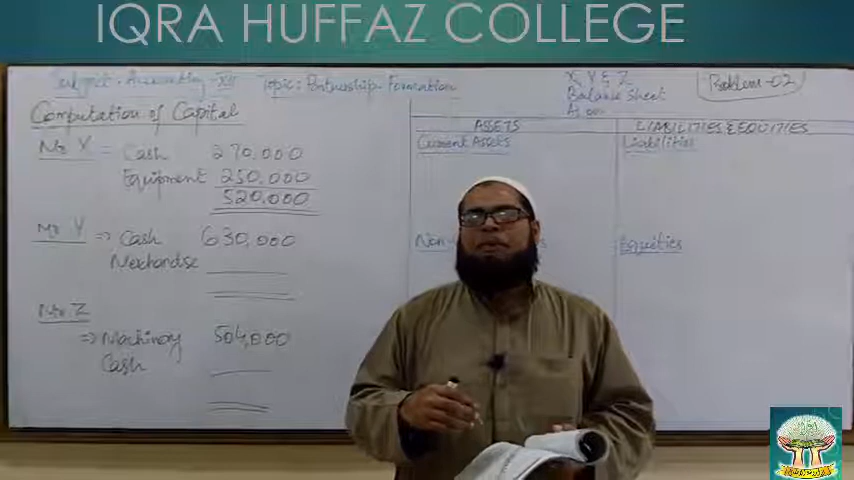 IQRA HUFFAZ COLLEGE
Subject: Accounting - XII Topic: Partnership Formation
X, Y & Z
Balance Sheet
As on
Problem-02
Computation of Capital
Mr X = Cash 270,000
Equipment 250,000
520,000
Mr Y => Cash 630,000
Merchandise
Mr. Z
=> Machinery 504,000
Cash
ASSETS
Current Assets
Non-
LIABILITIES & EQUITIES
Liabilities
Equities